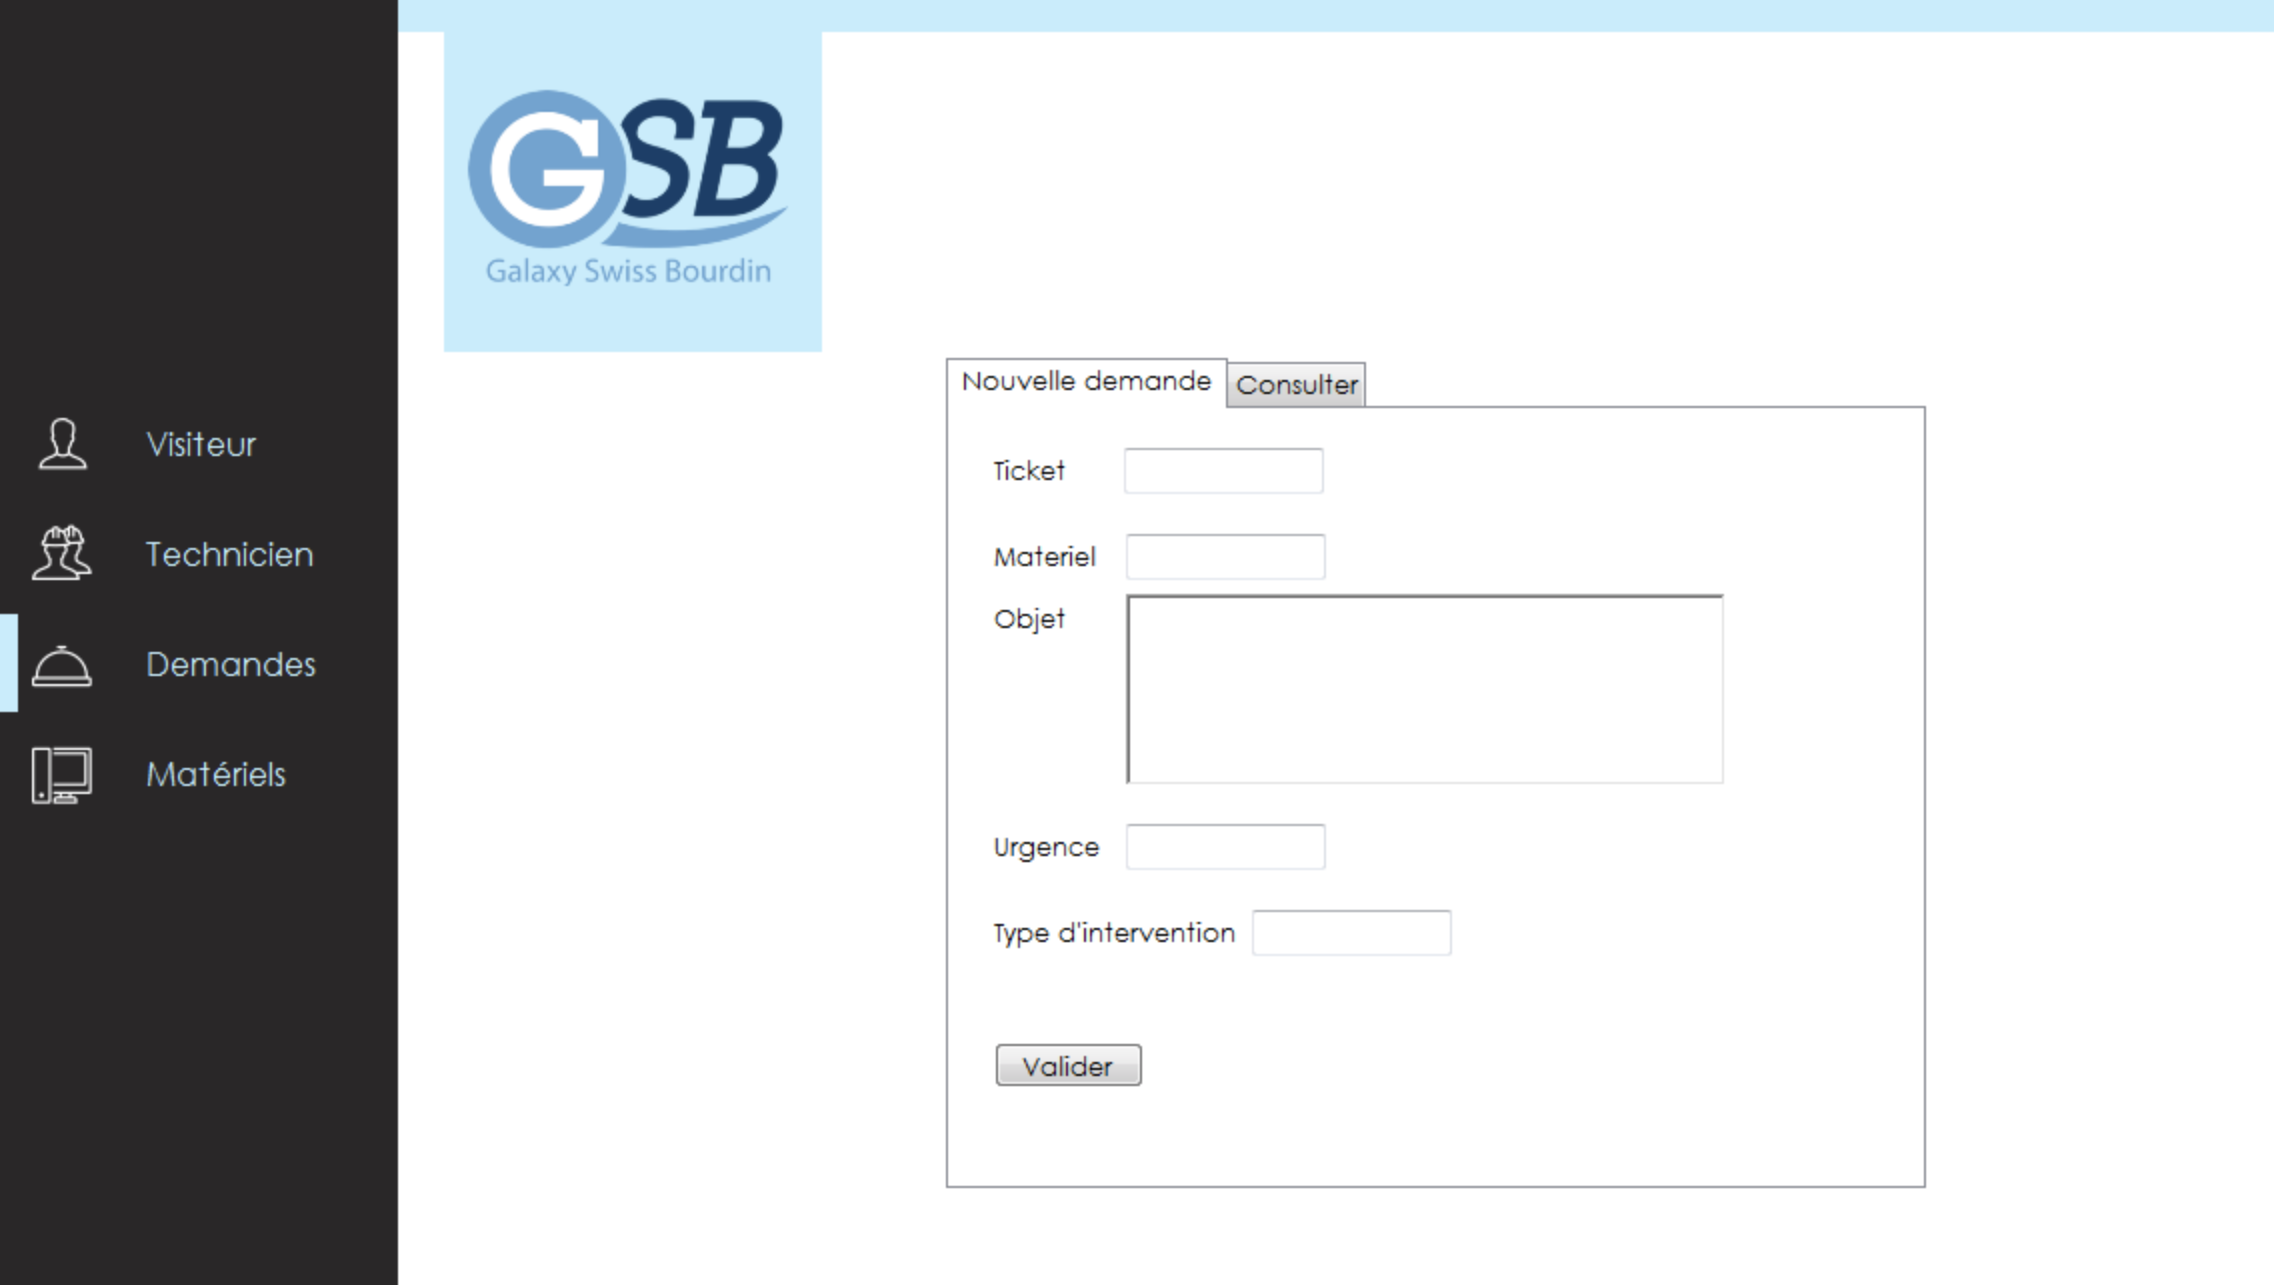 GSB
Galaxy Swiss Bourdin
Visiteur
Technicien
Demandes
Matériels
Nouvelle demande
Consulter
Ticket
Materiel
Objet
Urgence
Type d'intervention
Valider